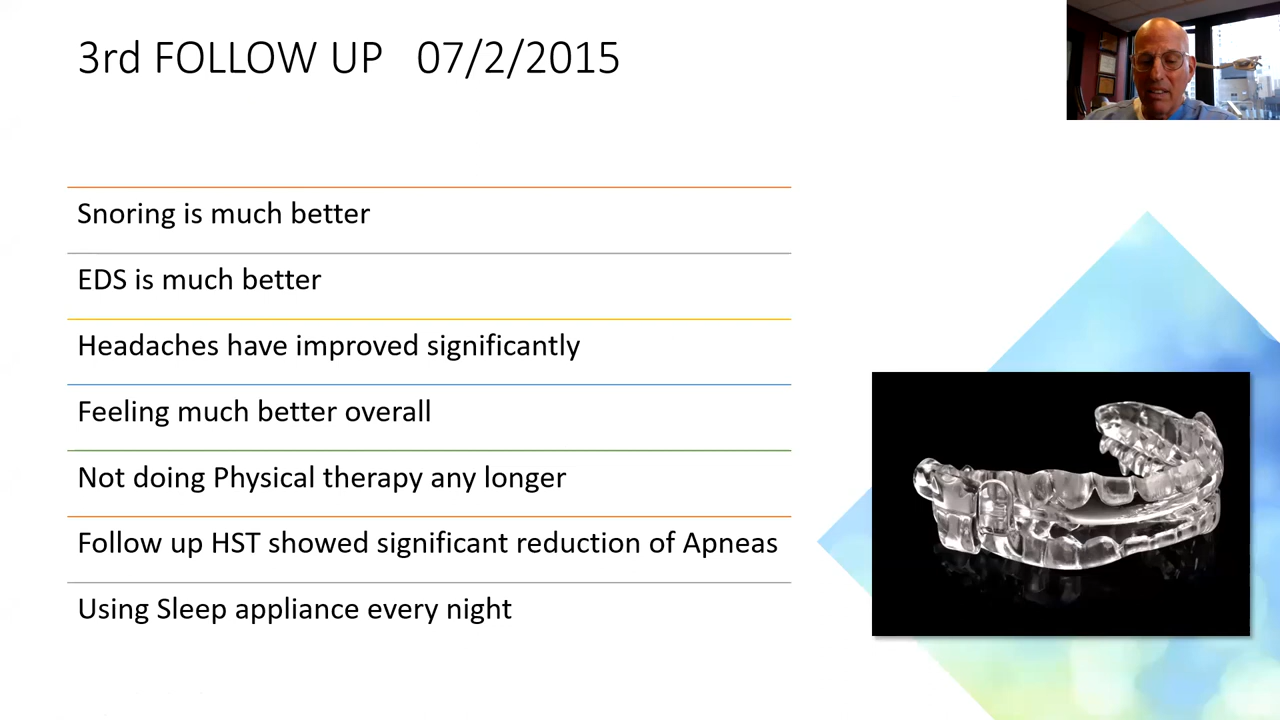 3rd FOLLOW UP 07/2/2015
Snoring is much better
EDS is much better
Headaches have improved significantly
Feeling much better overall
Not doing Physical therapy any longer
Follow up HST showed significant reduction of Apneas
Using Sleep appliance every night